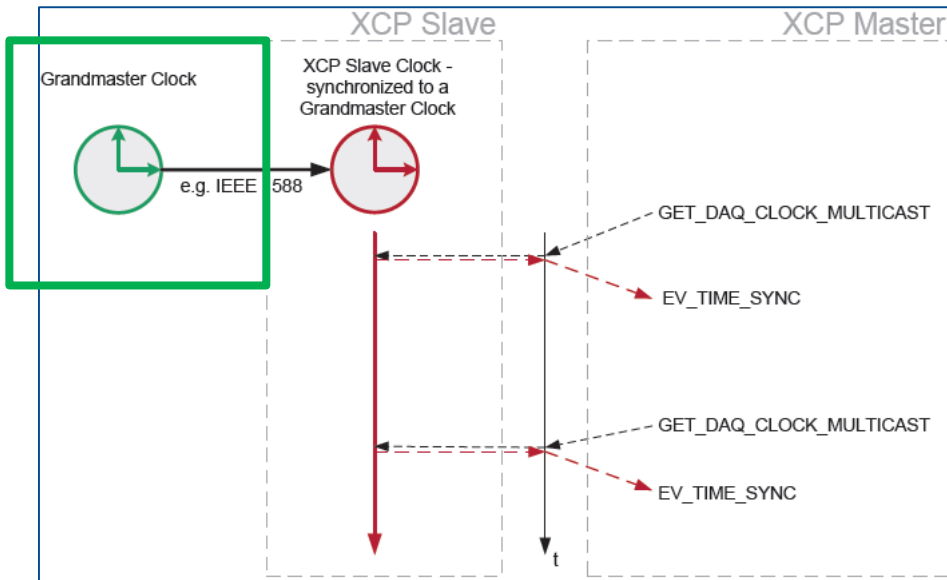 XCP Slave
XCP Master
Grandmaster Clock
XCP Slave Clock -
synchronized to a
Grandmaster Clock
e.g. IEEE 588
GET_DAQ_CLOCK_MULTICAST
EV_TIME_SYNC
GET_DAQ_CLOCK_MULTICAST
EV_TIME_SYNC
t